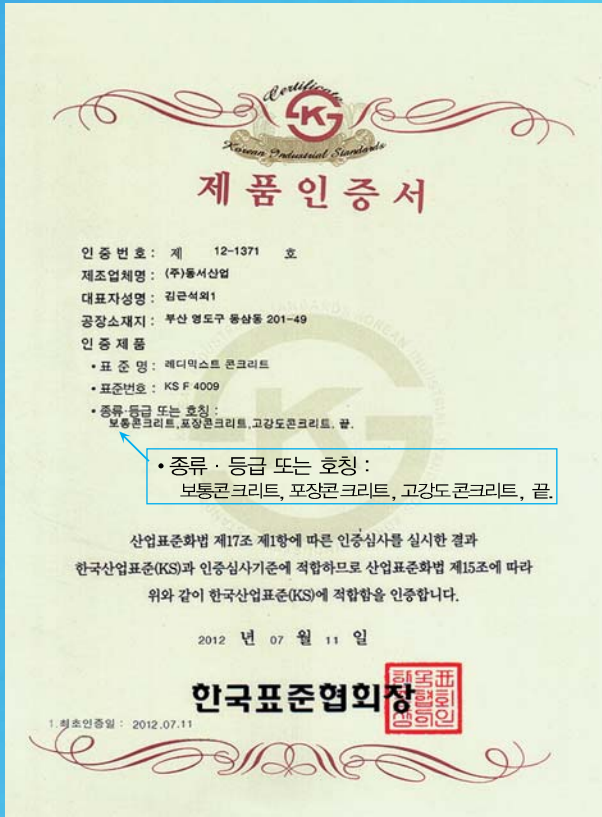 Certificate
KS
Korean Industrial Standards
제품인증서
인증번호 : 제 12-1371 호
제조업체명 : (주)동서산업
대표자성명 : 김근석외1
공장소재지 : 부산 영도구 동삼동 201-49
인증제품
• 표준명 : 레디믹스트 콘크리트
• 표준번호 : KS F 4009
• 종류·등급 또는 호칭 :
보통콘크리트,포장콘크리트,고강도콘크리트. 끝.
• 종류 · 등급 또는 호칭 :
보통콘크리트, 포장콘크리트, 고강도콘크리트, 끝.
산업표준화법 제17조 제1항에 따른 인증심사를 실시한 결과
한국산업표준(KS)과 인증심사기준에 적합하므로 산업표준화법 제15조에 따라
위와 같이 한국산업표준(KS)에 적합함을 인증합니다.
2012 년 07 월 11 일
한국표준협회장
1.최초인증일 : 2012.07.11